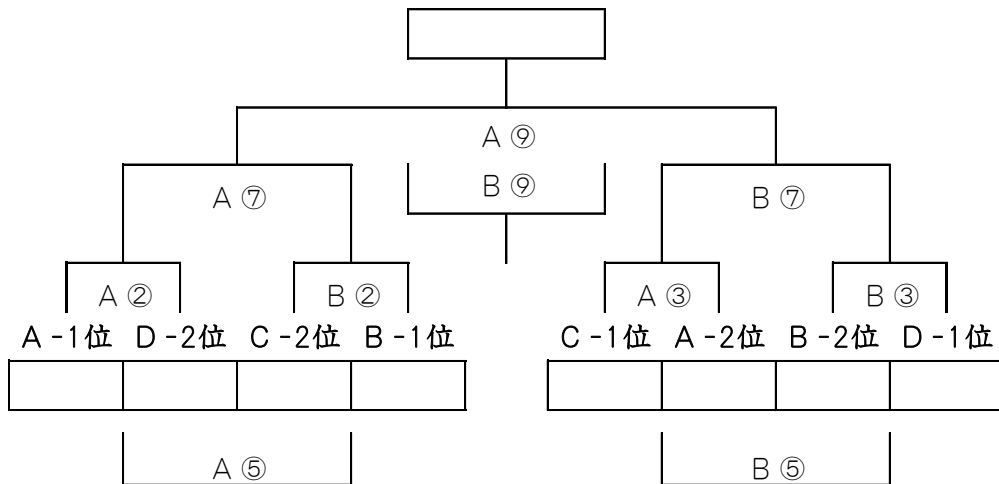 A ⑨
B ⑨
A ⑦ B ⑦
A ② B ② A ③ B ③
A -1位 D -2位 C -2位 B -1位 C -1位 A -2位 B -2位 D -1位
A ⑤ B ⑤